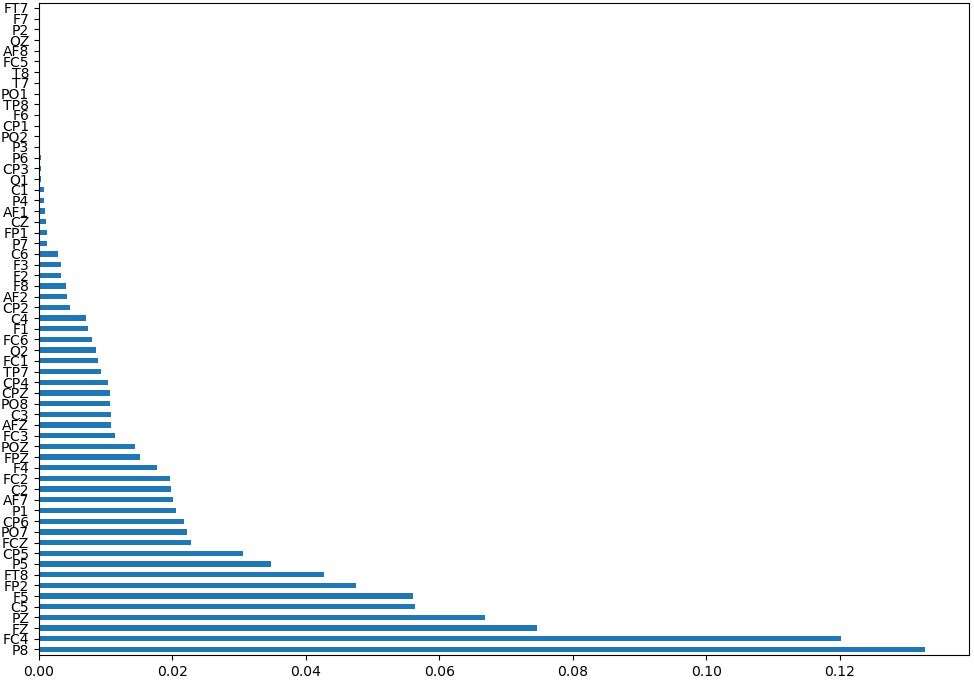 FT7
F7
P2
OZ
AF8
FC5
T8
T7
PO1
TP8
F6
CP1
PO2
P3
P6
CP3
O1
C1
P4
AF1
CZ
FP1
P7
C6
F3
F2
F8
AF2
CP2
C4
F1
FC6
O2
FC1
TP7
CP4
CPZ
PO8
C3
AFZ
FC3
POZ
FPZ
F4
FC2
C2
AF7
P1
CP6
PO7
FCZ
CP5
P5
FT8
FP2
F5
C5
PZ
FZ
FC4
P8
0.00 0.02 0.04 0.06 0.08 0.10 0.12